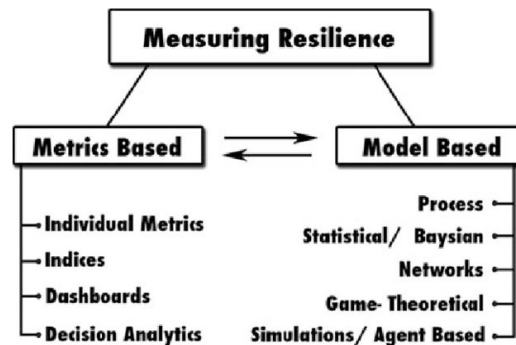 Measuring Resilience
Metrics Based
Model Based
Individual Metrics
Indices
Dashboards
Decision Analytics
Process
Statistical/ Baysian
Networks
Game- Theoretical
Simulations/ Agent Based